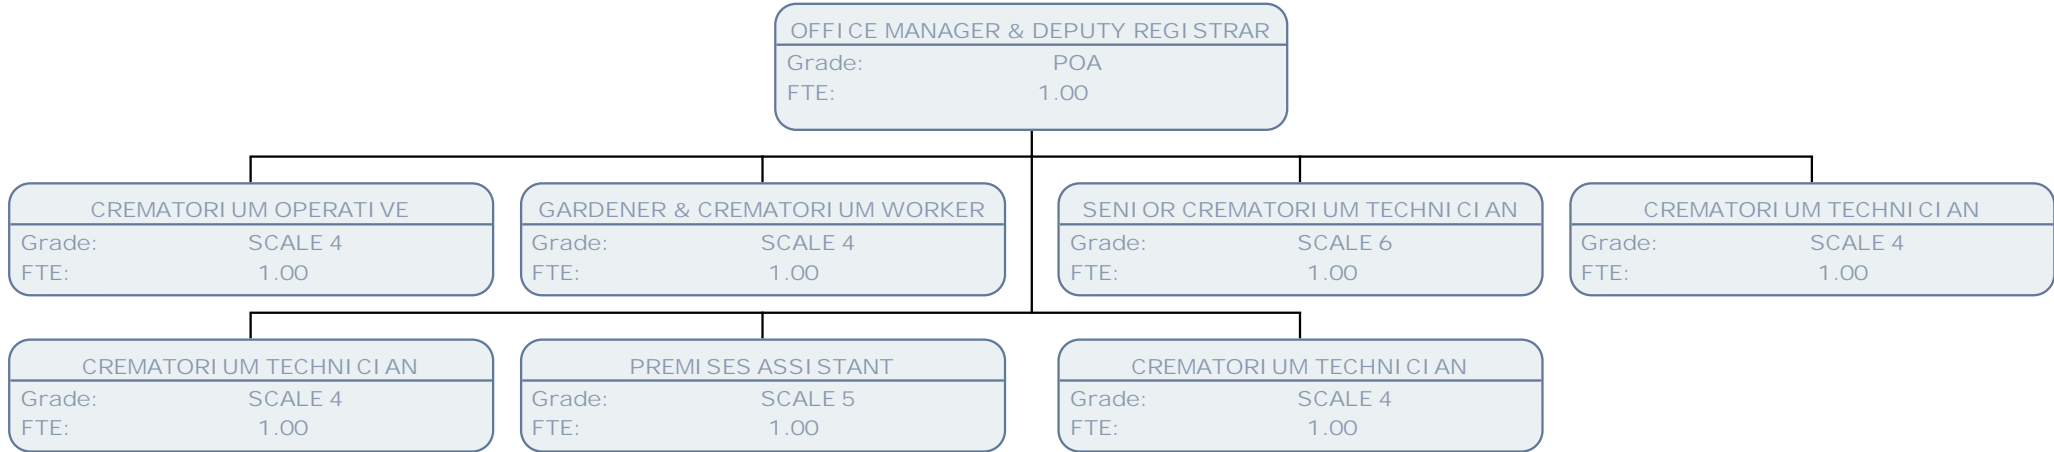 OFFICE MANAGER & DEPUTY REGISTRAR
Grade: POA
FTE: 1.00
CREMATORIUM OPERATIVE
Grade: SCALE 4
FTE: 1.00
GARDENER & CREMATORIUM WORKER
Grade: SCALE 4
FTE: 1.00
SENIOR CREMATORIUM TECHNICIAN
Grade: SCALE 6
FTE: 1.00
CREMATORIUM TECHNICIAN
Grade: SCALE 4
FTE: 1.00
CREMATORIUM TECHNICIAN
Grade: SCALE 4
FTE: 1.00
PREMISES ASSISTANT
Grade: SCALE 5
FTE: 1.00
CREMATORIUM TECHNICIAN
Grade: SCALE 4
FTE: 1.00